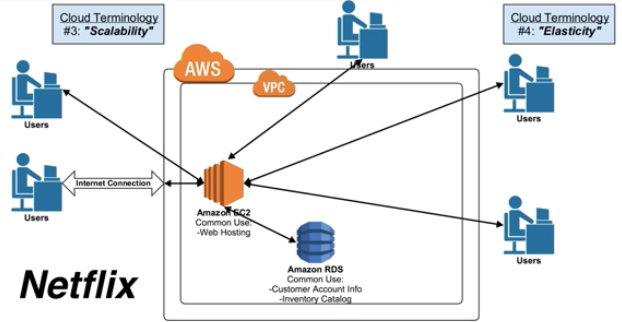 Cloud Terminology
#3: "Scalability"
Cloud Terminology
#4: "Elasticity"
Users
AWS
VPC
Users
Users
Internet Connection
Users
Users
Amazon EC2
Common Use:
-Web Hosting
Amazon RDS
Common Use:
-Customer Account Info
-Inventory Catalog
Netflix